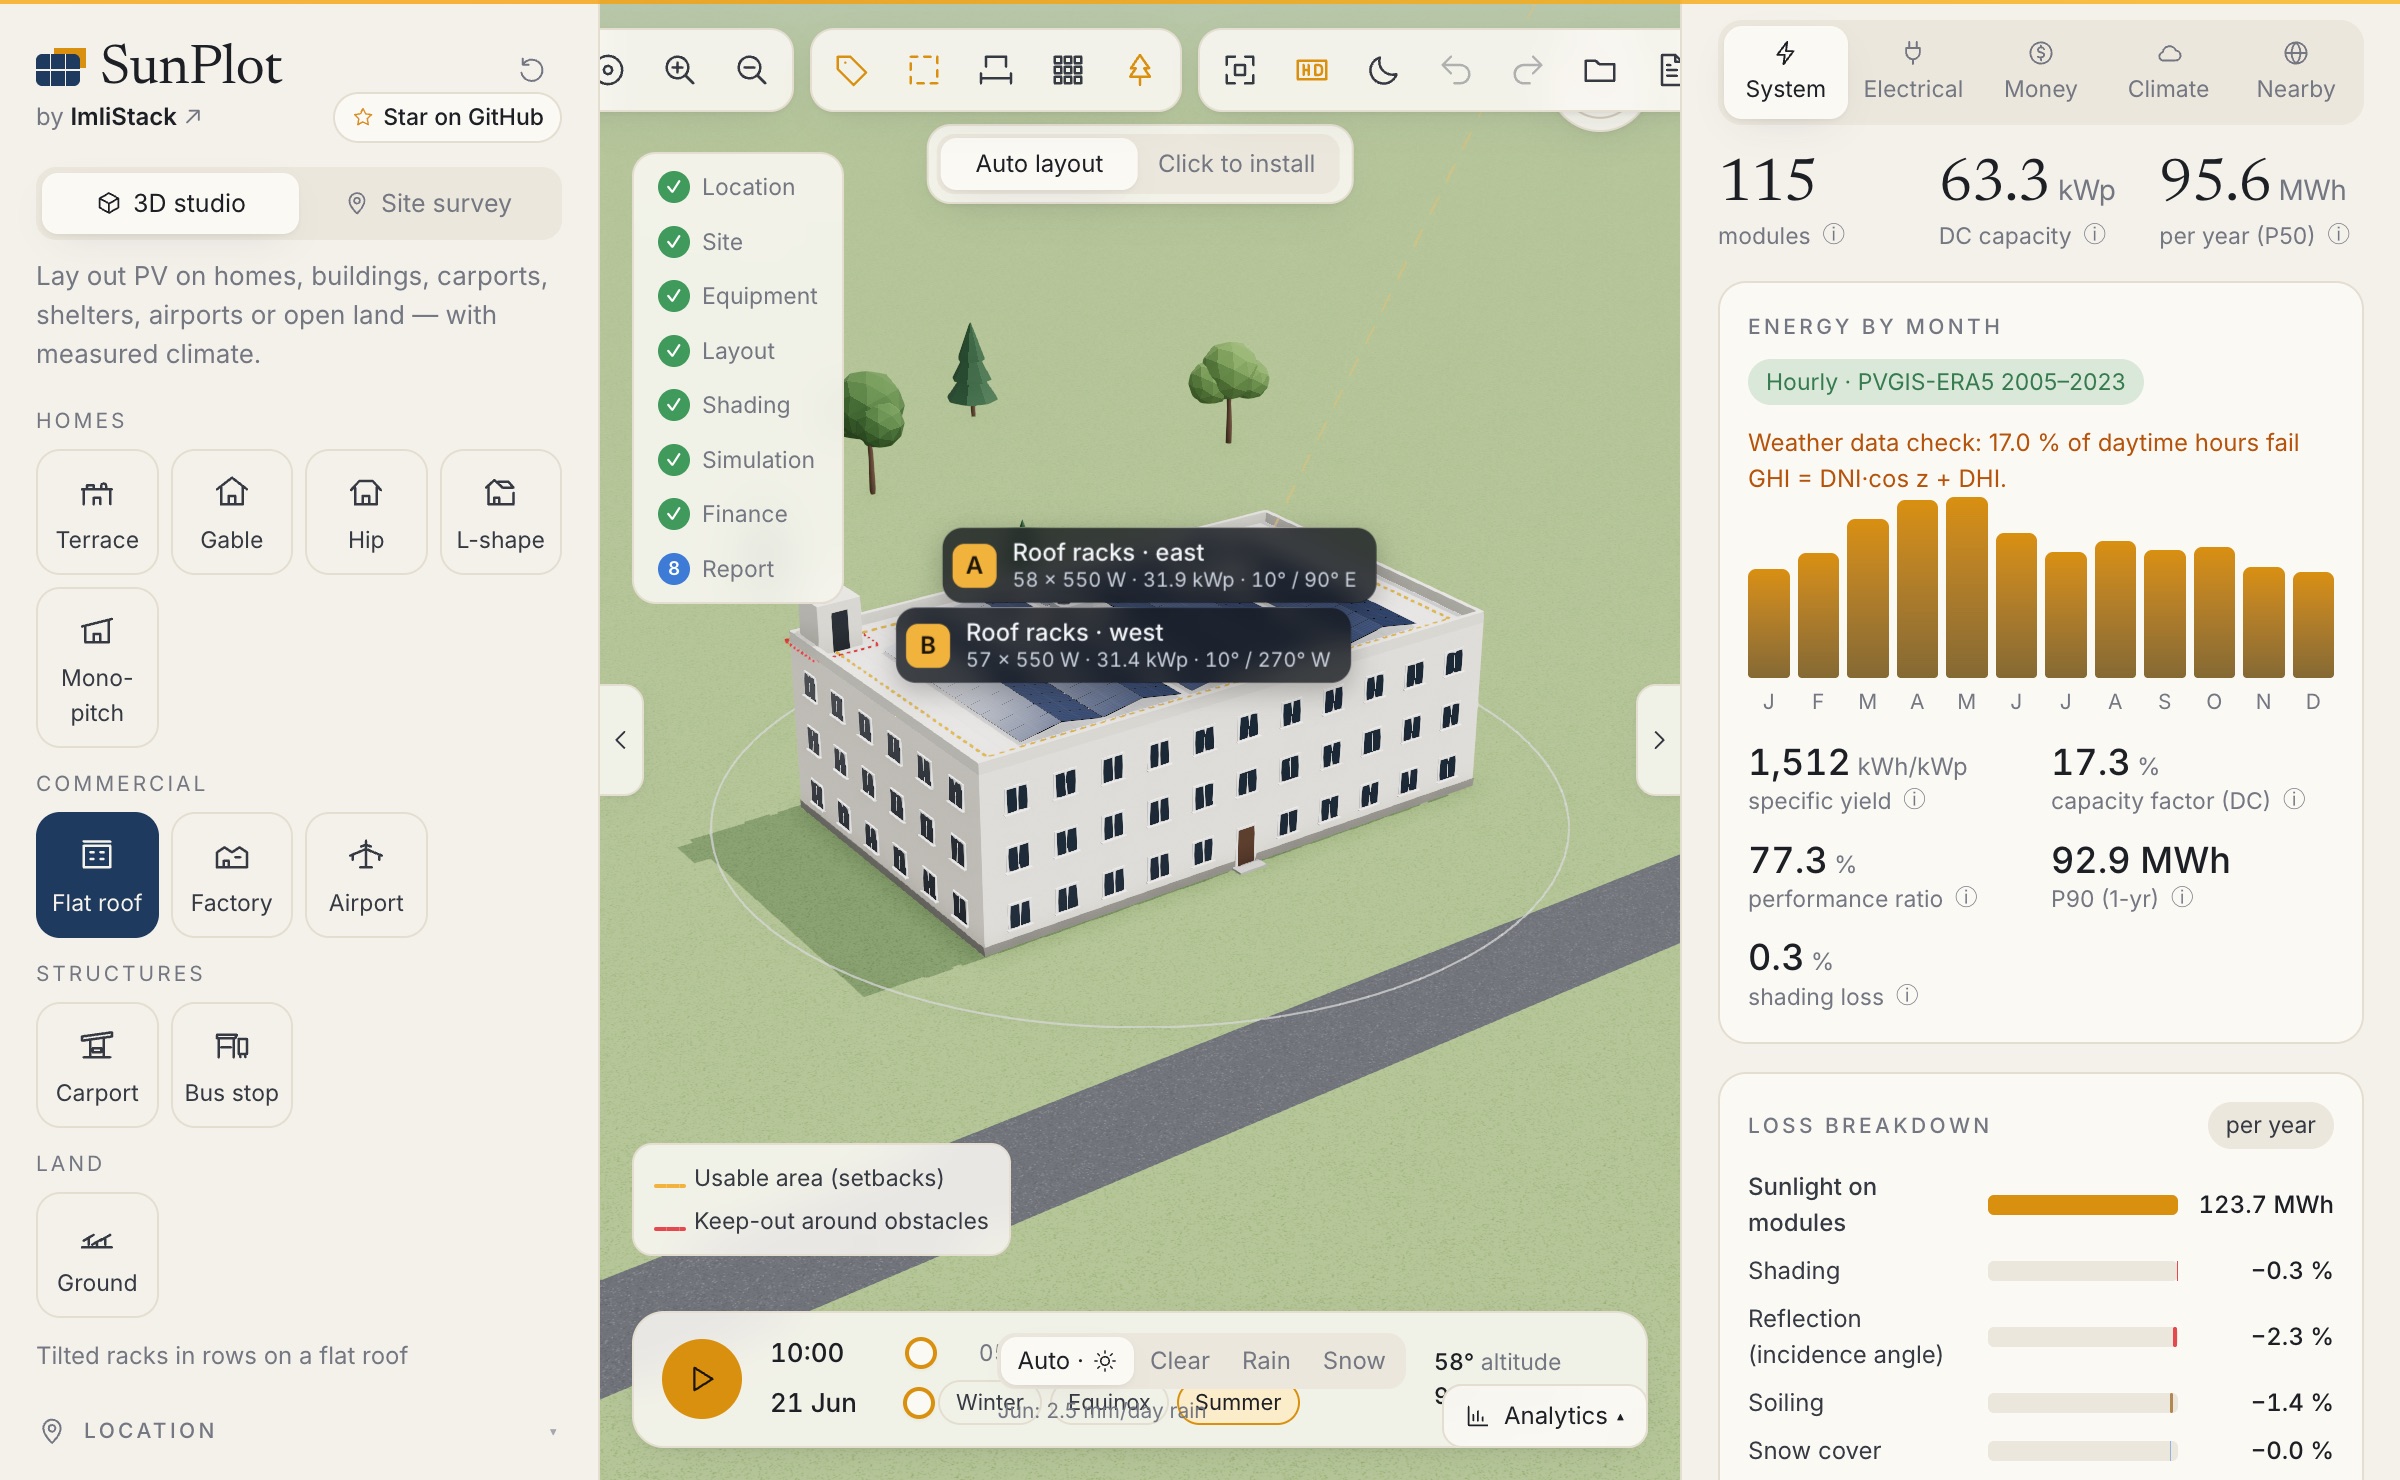 SunPlot
by ImliStack
Star on GitHub
3D studio
Site survey
Lay out PV on homes, buildings, carports,
shelters, airports or open land — with
measured climate.
HOMES
Terrace
Gable
Hip
L-shape
Mono-
pitch
COMMERCIAL
Flat roof
Factory
Airport
STRUCTURES
Carport
Bus stop
LAND
Ground
Tilted racks in rows on a flat roof
LOCATION
HD
Auto layout
Click to install
Location
Site
Equipment
Layout
Shading
Simulation
Finance
8 Report
A Roof racks · east
58 × 550 W · 31.9 kWp · 10° / 90° E
B Roof racks · west
57 × 550 W · 31.4 kWp · 10° / 270° W
Usable area (setbacks)
Keep-out around obstacles
10:00
21 Jun
Auto ·
Clear
Rain
Snow
Winter
Equinox
Summer
Jun: 2.5 mm/day rain
58° altitude
Analytics
System
Electrical
Money
Climate
Nearby
115
modules
63.3 kWp
DC capacity
95.6 MWh
per year (P50)
ENERGY BY MONTH
Hourly · PVGIS-ERA5 2005–2023
Weather data check: 17.0 % of daytime hours fail
GHI = DNI·cos z + DHI.
J F M A M J J A S O N D
1,512 kWh/kWp
specific yield
17.3 %
capacity factor (DC)
77.3 %
performance ratio
92.9 MWh
P90 (1-yr)
0.3 %
shading loss
LOSS BREAKDOWN
per year
Sunlight on
modules
123.7 MWh
Shading
−0.3 %
Reflection
(incidence angle)
−2.3 %
Soiling
−1.4 %
Snow cover
−0.0 %